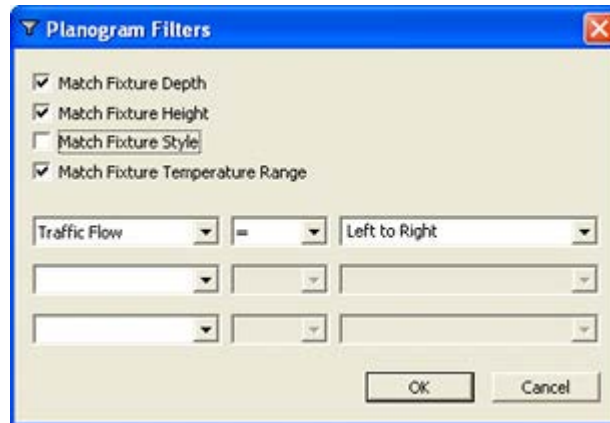 Planogram Filters
Match Fixture Depth
Match Fixture Height
Match Fixture Style
Match Fixture Temperature Range
Traffic Flow = Left to Right
OK Cancel